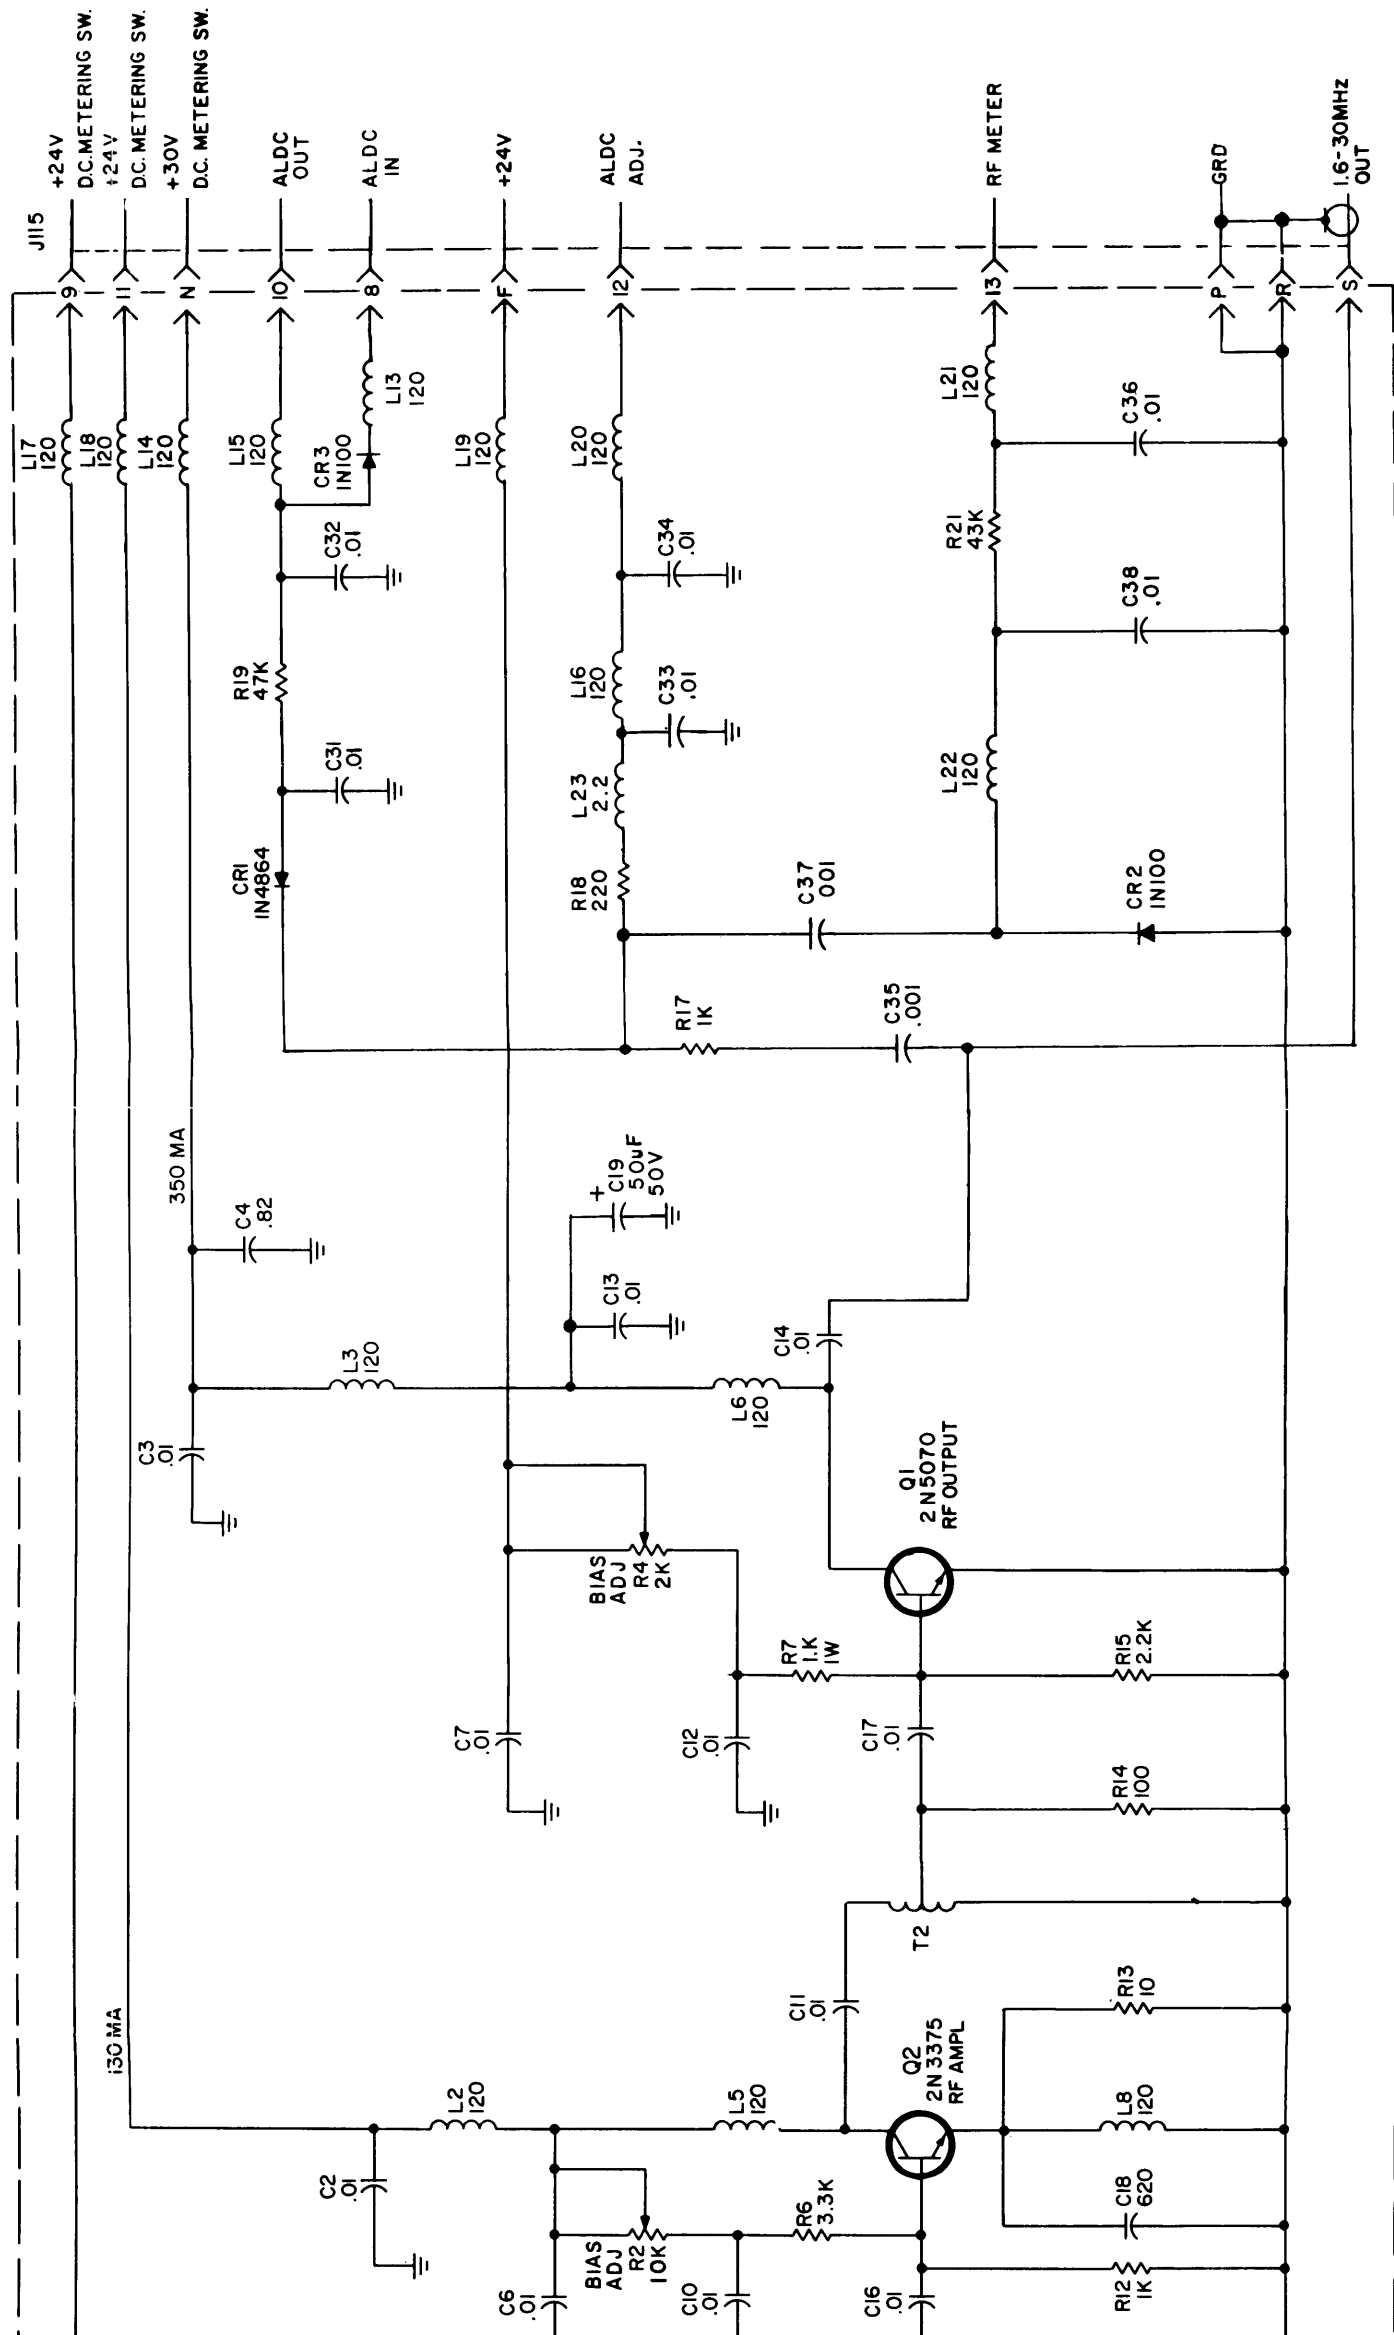 +24V
D.C.METERING SW.
+24V
D.C. METERING SW.
+30V
D.C. METERING SW.
ALDC
OUT
ALDC
IN
+24V
ALDC
ADJ.
RF METER
GRD
1.6-30MHz
OUT
J115
9
11
N
10
8
F
12
13
P
R
S
L17
120
L18
120
L14
120
L15
120
CR3
1N100
L13
120
L19
120
L20
120
L21
120
C36
.01
C32
.01
C34
.01
R21
43K
C38
.01
R19
47K
L16
120
C33
.01
C31
.01
L23
2.2
L22
120
CR1
1N4864
R18
220
C37
001
CR2
1N100
R17
1K
C35
.001
350 MA
C4
.82
+
C19
50uF
50V
C13
.01
C14
.01
L3
120
L6
120
C3
.01
Q1
2N5070
RF OUTPUT
BIAS
ADJ
R4
2K
R7
1.K
1W
R15
2.2K
C7
.01
C12
.01
C17
.01
R14
100
T2
130 MA
C11
.01
R13
10
Q2
2N3375
RF AMPL
L2
120
L5
120
L8
120
C2
.01
R6
3.3K
C18
620
BIAS
ADJ
R2
10K
C6
.01
C10
.01
C16
.01
R12
1K